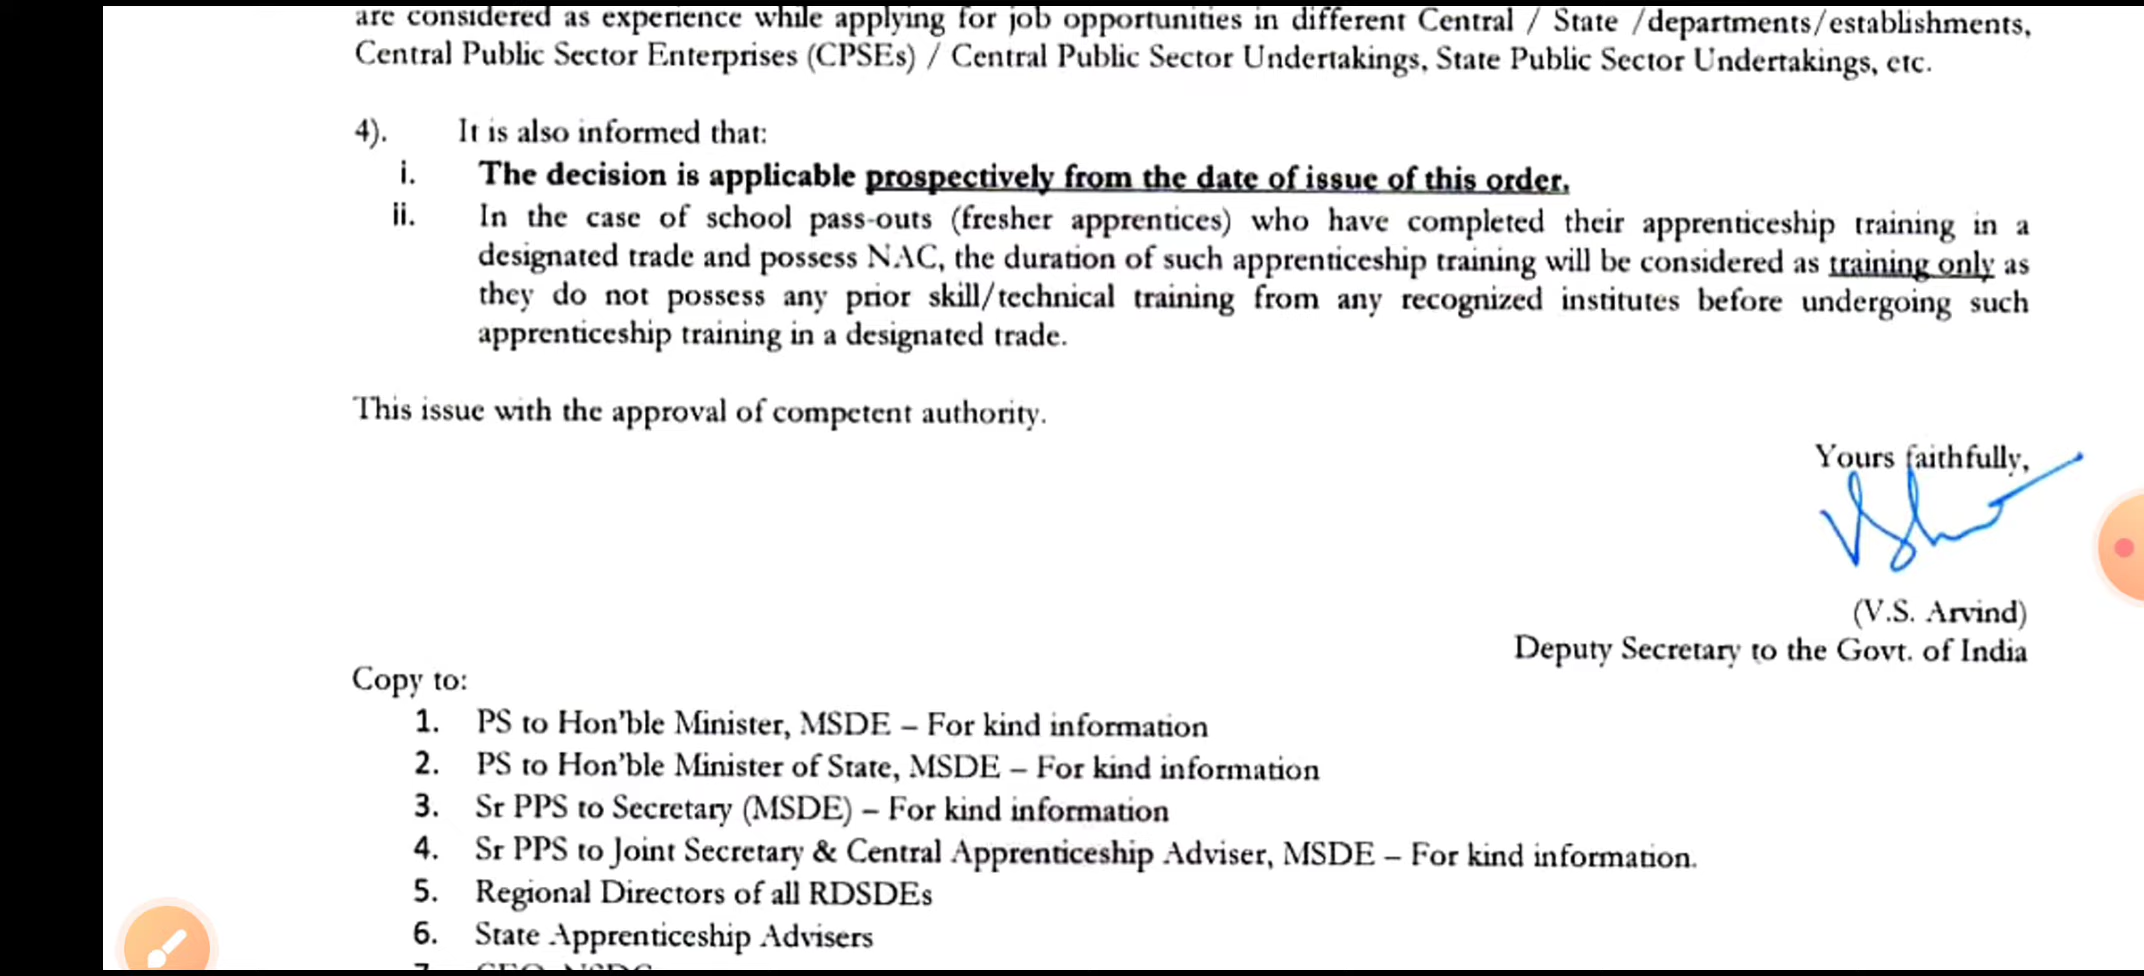 are considered as experience while applying for job opportunities in different Central / State /departments/establishments,
Central Public Sector Enterprises (CPSEs) / Central Public Sector Undertakings, State Public Sector Undertakings, etc.
4). It is also informed that:
i. The decision is applicable prospectively from the date of issue of this order.
ii. In the case of school pass-outs (fresher apprentices) who have completed their apprenticeship training in a
designated trade and possess NAC, the duration of such apprenticeship training will be considered as training only as
they do not possess any prior skill/technical training from any recognized institutes before undergoing such
apprenticeship training in a designated trade.
This issue with the approval of competent authority.
Yours faithfully,
(V.S. Arvind)
Deputy Secretary to the Govt. of India
Copy to:
1. PS to Hon'ble Minister, MSDE – For kind information
2. PS to Hon'ble Minister of State, MSDE – For kind information
3. Sr PPS to Secretary (MSDE) – For kind information
4. Sr PPS to Joint Secretary & Central Apprenticeship Adviser, MSDE – For kind information.
5. Regional Directors of all RDSDEs
6. State Apprenticeship Advisers